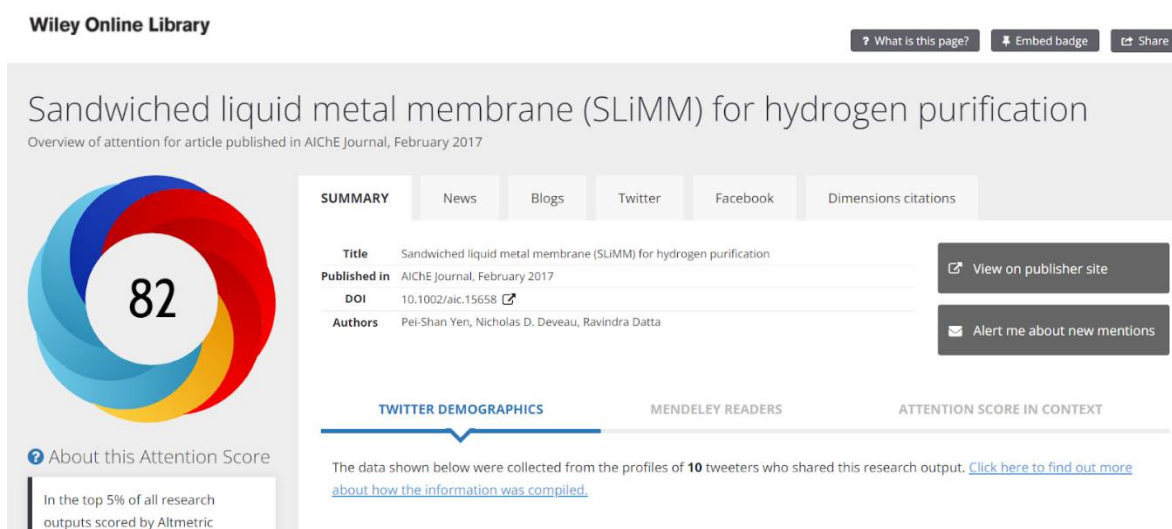 Wiley Online Library
? What is this page?
Embed badge
Share
Sandwiched liquid metal membrane (SLiMM) for hydrogen purification
Overview of attention for article published in AIChE Journal, February 2017
82
SUMMARY News Blogs Twitter Facebook Dimensions citations
Title Sandwiched liquid metal membrane (SLiMM) for hydrogen purification
Published in AIChE Journal, February 2017
DOI 10.1002/aic.15658
Authors Pei-Shan Yen, Nicholas D. Deveau, Ravindra Datta
View on publisher site
Alert me about new mentions
TWITTER DEMOGRAPHICS MENDELEY READERS ATTENTION SCORE IN CONTEXT
The data shown below were collected from the profiles of 10 tweeters who shared this research output. Click here to find out more
about how the information was compiled.
? About this Attention Score
In the top 5% of all research
outputs scored by Altmetric